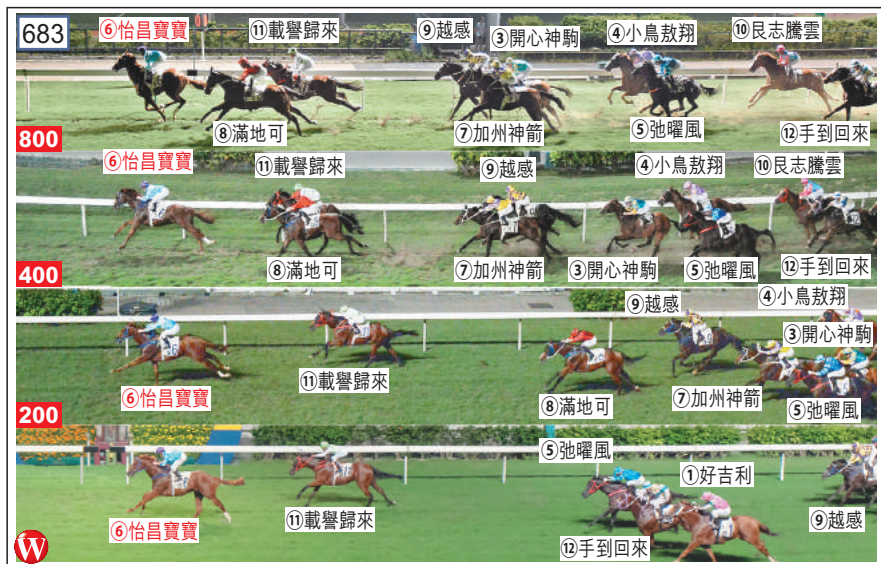 683
⑥怡昌寶寶 ⑪載譽歸來 ⑨越感 ③開心神駒 ④小鳥敖翔 ⑩艮志騰雲
800 ⑧滿地可 ⑦加州神箭 ⑤弛曜風 ⑫手到回來
⑥怡昌寶寶 ⑪載譽歸來 ⑨越感 ④小鳥敖翔 ⑩艮志騰雲
400 ⑧滿地可 ⑦加州神箭 ③開心神駒 ⑤弛曜風 ⑫手到回來
⑨越感 ④小鳥敖翔
③開心神駒
200 ⑥怡昌寶寶 ⑪載譽歸來 ⑧滿地可 ⑦加州神箭 ⑤弛曜風
⑤弛曜風 ①好吉利
⑥怡昌寶寶 ⑪載譽歸來 ⑫手到回來 ⑨越感
W